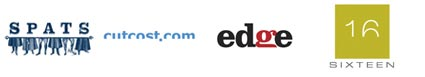 SPATS
cutcost.com
edge
16
SIXTEEN